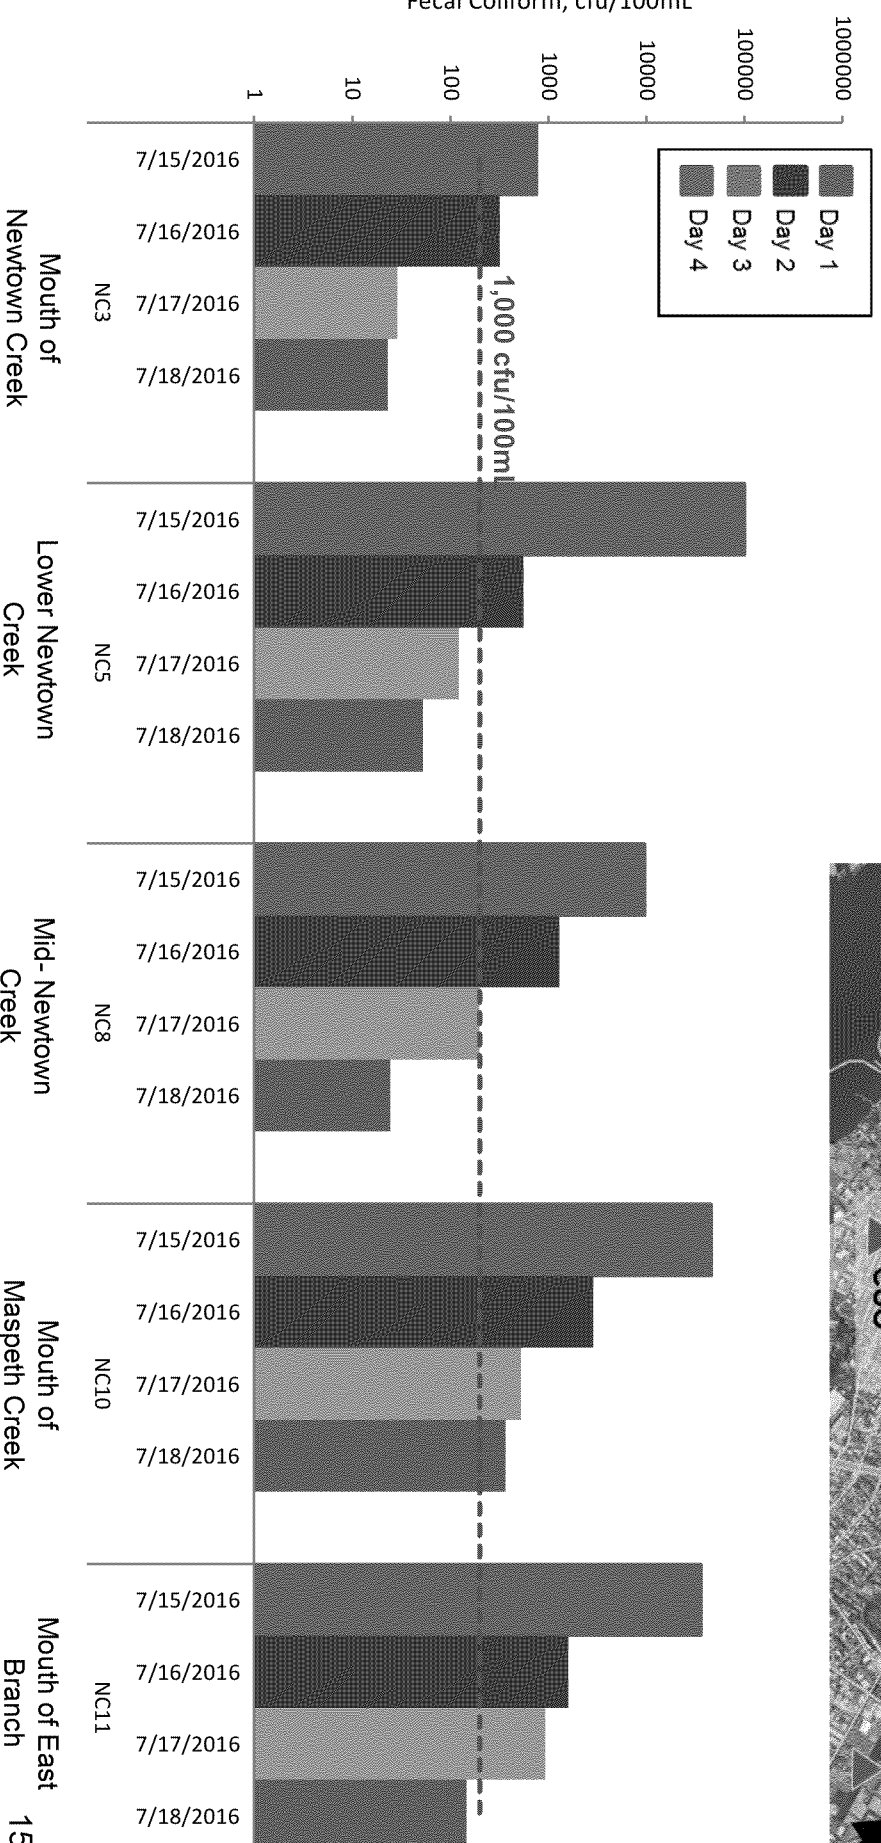 Fecal Coliform, cfu/100mL
1000000
100000
10000
1000
100
10
1
Day 1
Day 2
Day 3
Day 4
1,000 cfu/100mL
7/15/2016
7/16/2016
7/17/2016
7/18/2016
7/15/2016
7/16/2016
7/17/2016
7/18/2016
7/15/2016
7/16/2016
7/17/2016
7/18/2016
7/15/2016
7/16/2016
7/17/2016
7/18/2016
7/15/2016
7/16/2016
7/17/2016
7/18/2016
NC3
NC5
NC8
NC10
NC11
Mouth of
Newtown Creek
Lower Newtown
Creek
Mid- Newtown
Creek
Mouth of
Maspeth Creek
Mouth of East
Branch
15